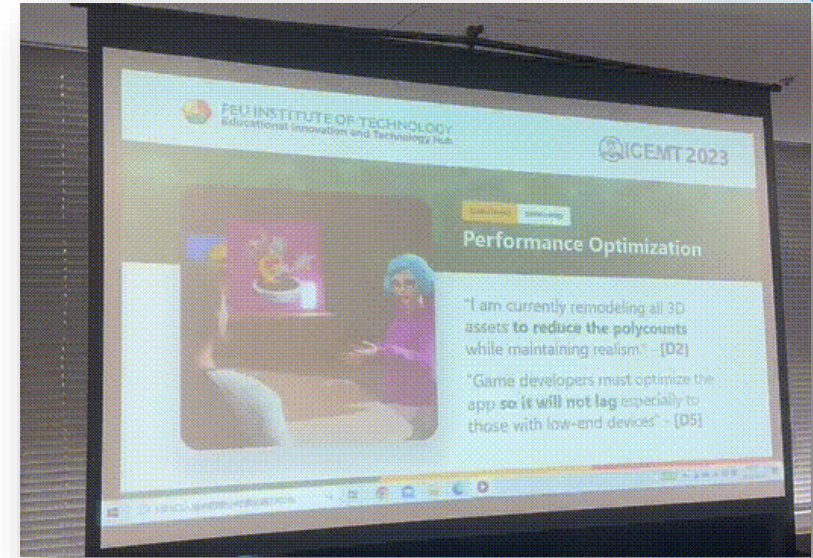 FEU INSTITUTE OF TECHNOLOGY
Educational Innovation and Technology Hub
ICEMT 2023
Performance Optimization
"I am currently remodeling all 3D
assets to reduce the polycounts
while maintaining realism" - [D2]
"Game developers must optimize the
app so it will not lag especially to
those with low-end devices" - [D5]